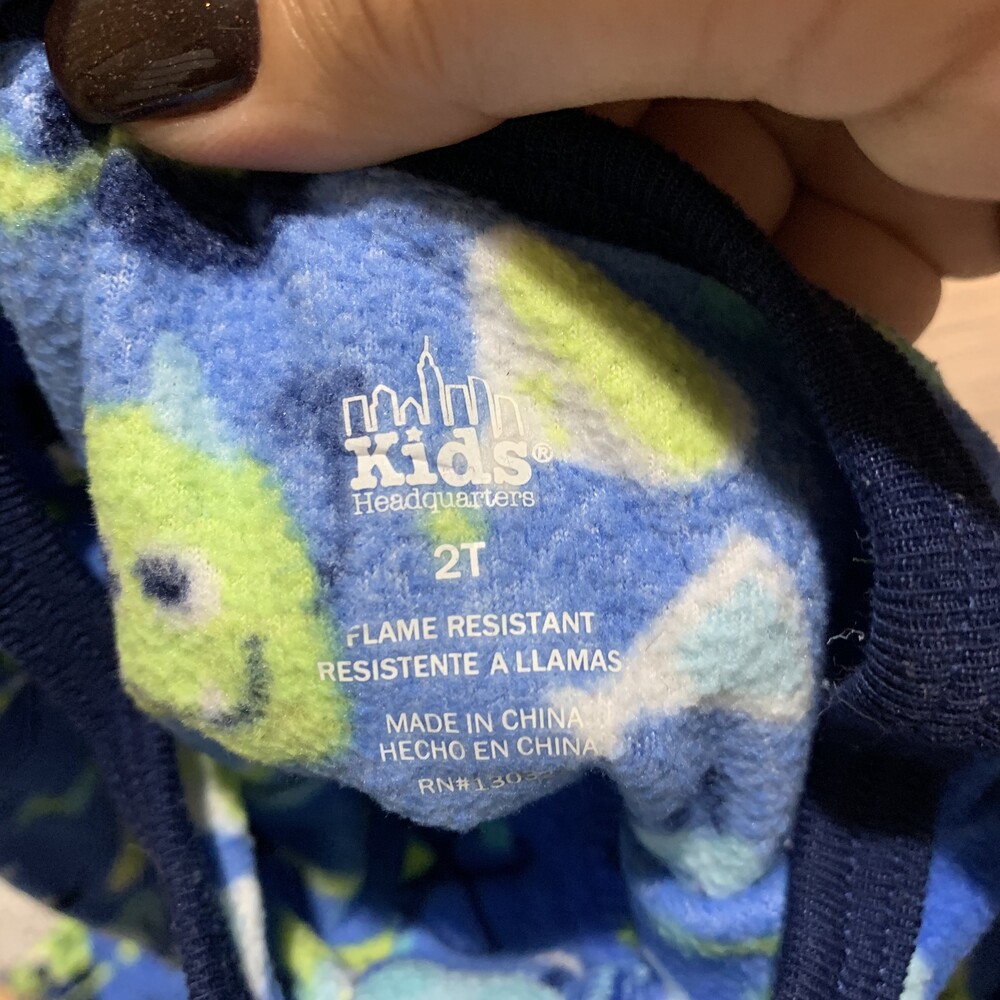 Kids®
Headquarters
2T
FLAME RESISTANT
RESISTENTE A LLAMAS
MADE IN CHINA
HECHO EN CHINA